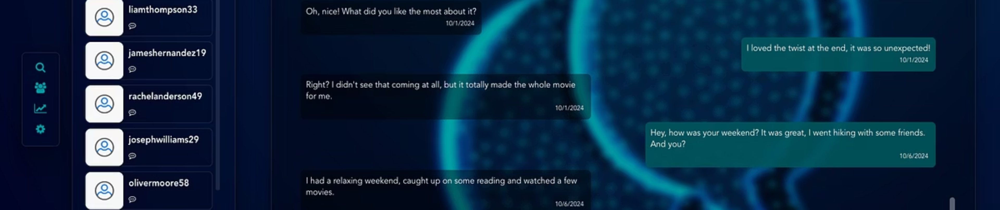 liamthompson33
jameshernandez19
rachelanderson49
josephwilliams29
olivermoore58
Oh, nice! What did you like the most about it?
10/1/2024
I loved the twist at the end, it was so unexpected!
10/1/2024
Right? I didn't see that coming at all, but it totally made the whole movie
for me.
10/1/2024
Hey, how was your weekend? It was great, I went hiking with some friends.
And you?
10/6/2024
I had a relaxing weekend, caught up on some reading and watched a few
movies.
10/6/2024